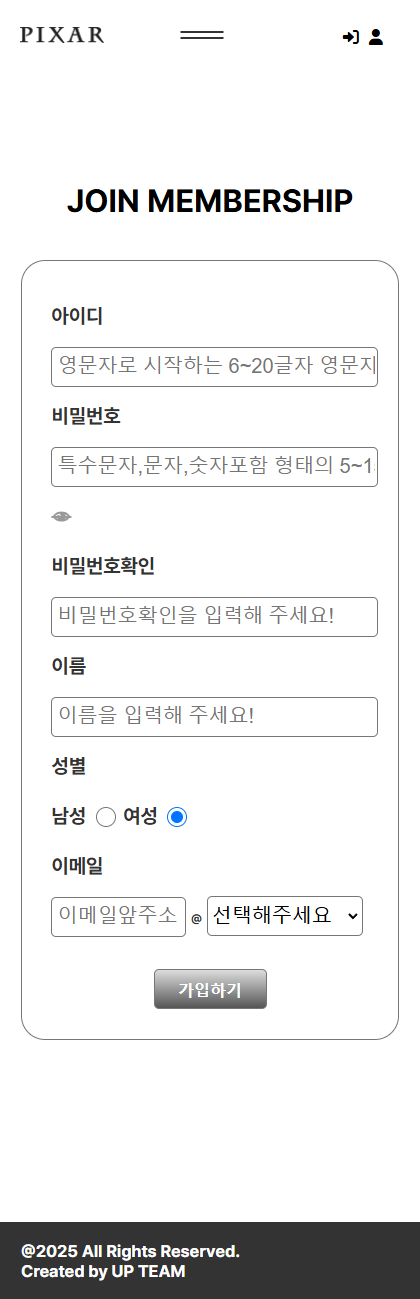 PIXAR
JOIN MEMBERSHIP
아이디
영문자로 시작하는 6~20글자 영문자
비밀번호
특수문자,문자,숫자포함 형태의 5~1
비밀번호확인
비밀번호확인을 입력해 주세요!
이름
이름을 입력해 주세요!
성별
남성 여성
이메일
이메일앞주소 @ 선택해주세요
가입하기
@2025 All Rights Reserved.
Created by UP TEAM